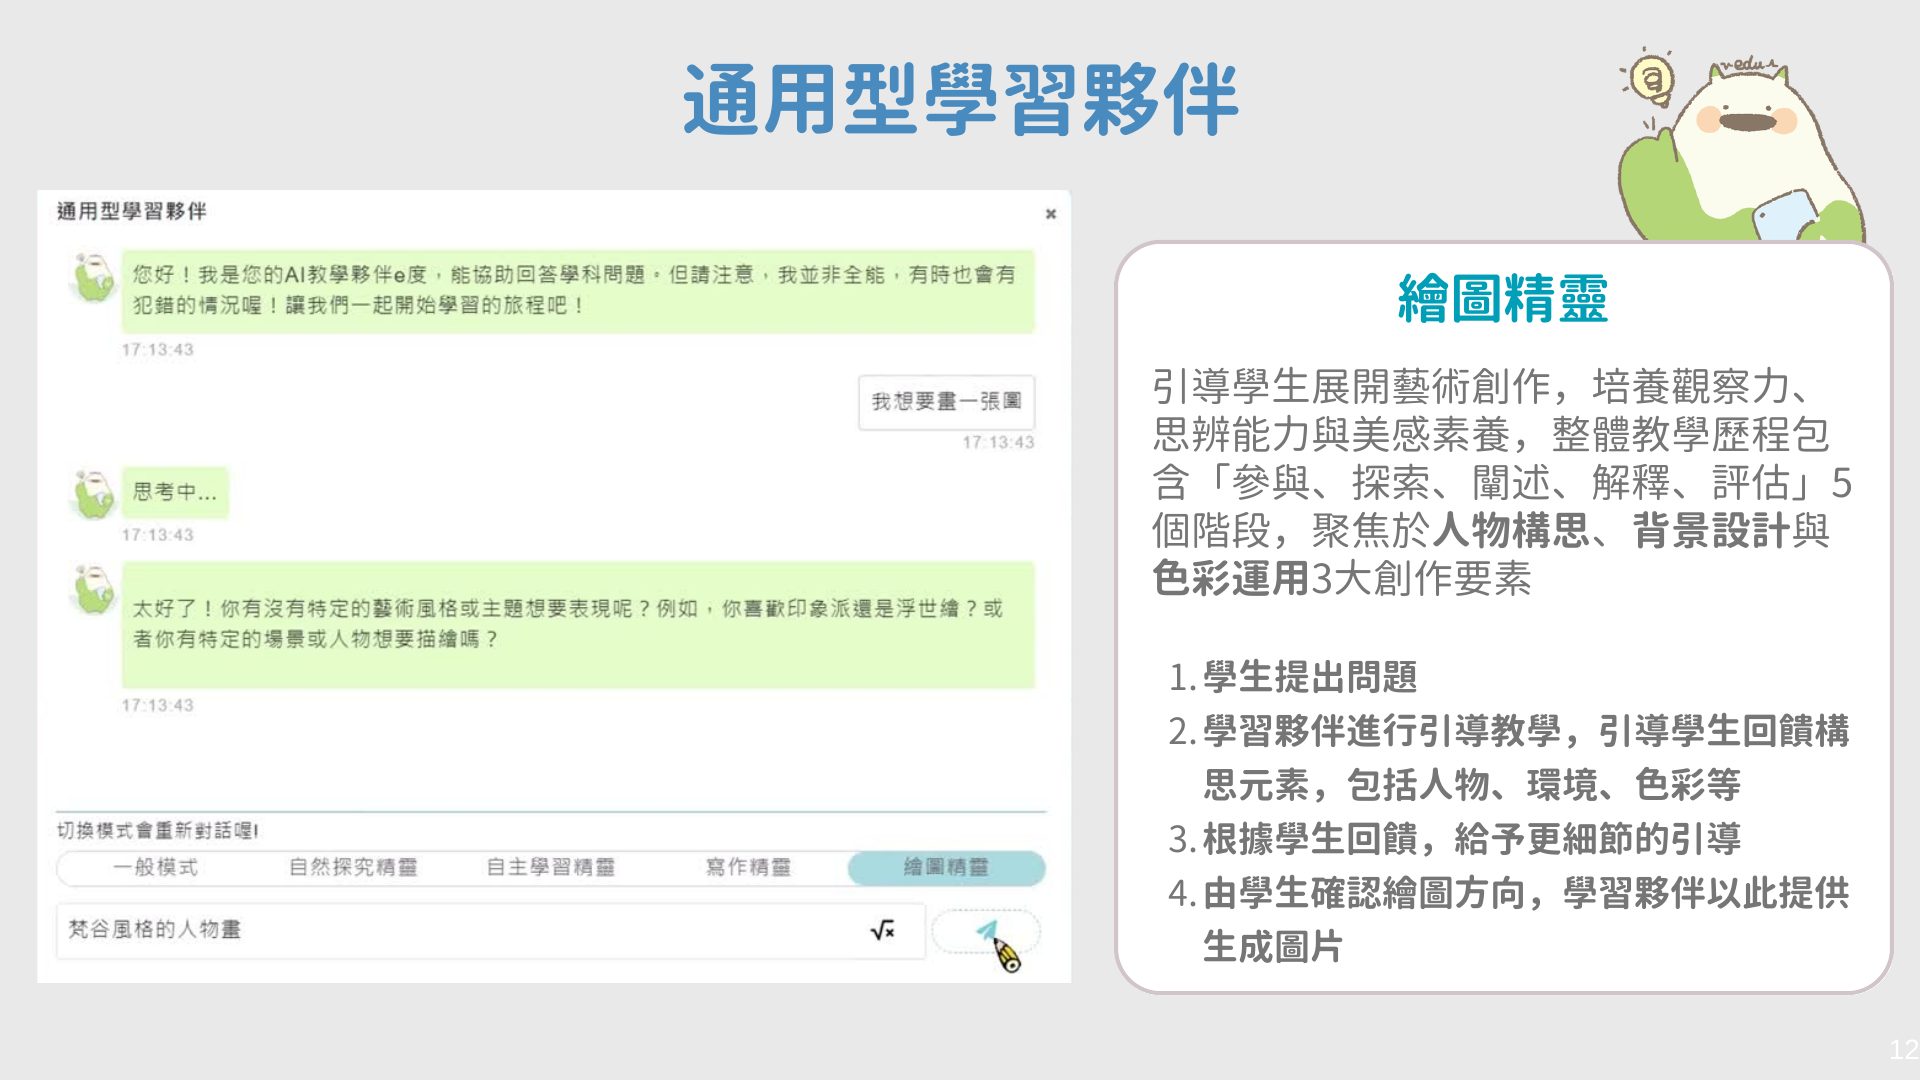 通用型學習夥伴
vedu
通用型學習夥伴
×
您好！我是您的AI教學夥伴e度，能協助回答學科問題。但請注意，我並非全能，有時也會有
犯錯的情況喔！讓我們一起開始學習的旅程吧！
17:13:43
我想要畫一張圖
17:13:43
思考中...
17:13:43
太好了！你有沒有特定的藝術風格或主題想要表現呢？例如，你喜歡印象派還是浮世繪？或
者你有特定的場景或人物想要描繪嗎？
17:13:43
切換模式會重新對話喔!
一般模式 自然探究精靈 自主學習精靈 寫作精靈 繪圖精靈
梵谷風格的人物畫
√x
繪圖精靈
引導學生展開藝術創作，培養觀察力、
思辨能力與美感素養，整體教學歷程包
含「參與、探索、闡述、解釋、評估」5
個階段，聚焦於人物構思、背景設計與
色彩運用3大創作要素
1. 學生提出問題
2. 學習夥伴進行引導教學，引導學生回饋構
思元素，包括人物、環境、色彩等
3. 根據學生回饋，給予更細節的引導
4. 由學生確認繪圖方向，學習夥伴以此提供
生成圖片
12